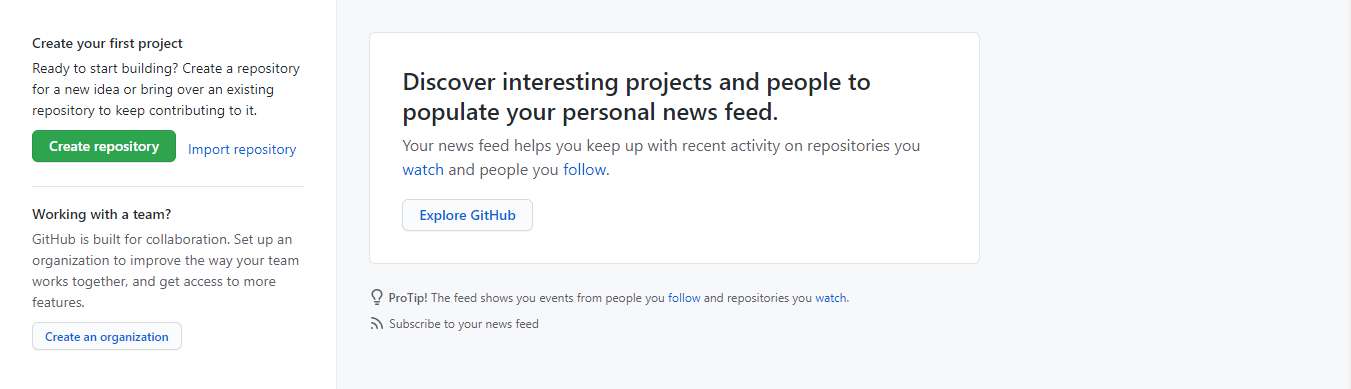 Create your first project
Ready to start building? Create a repository
for a new idea or bring over an existing
repository to keep contributing to it.
Create repository
Import repository
Working with a team?
GitHub is built for collaboration. Set up an
organization to improve the way your team
works together, and get access to more
features.
Create an organization
Discover interesting projects and people to
populate your personal news feed.
Your news feed helps you keep up with recent activity on repositories you
watch and people you follow.
Explore GitHub
ProTip! The feed shows you events from people you follow and repositories you watch.
Subscribe to your news feed